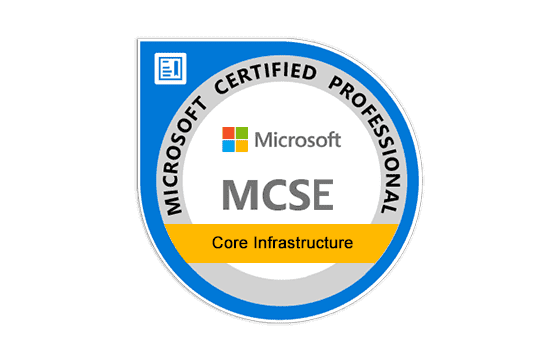 MICROSOFT CERTIFIED PROFESSIONAL
Microsoft
MCSE
Core Infrastructure